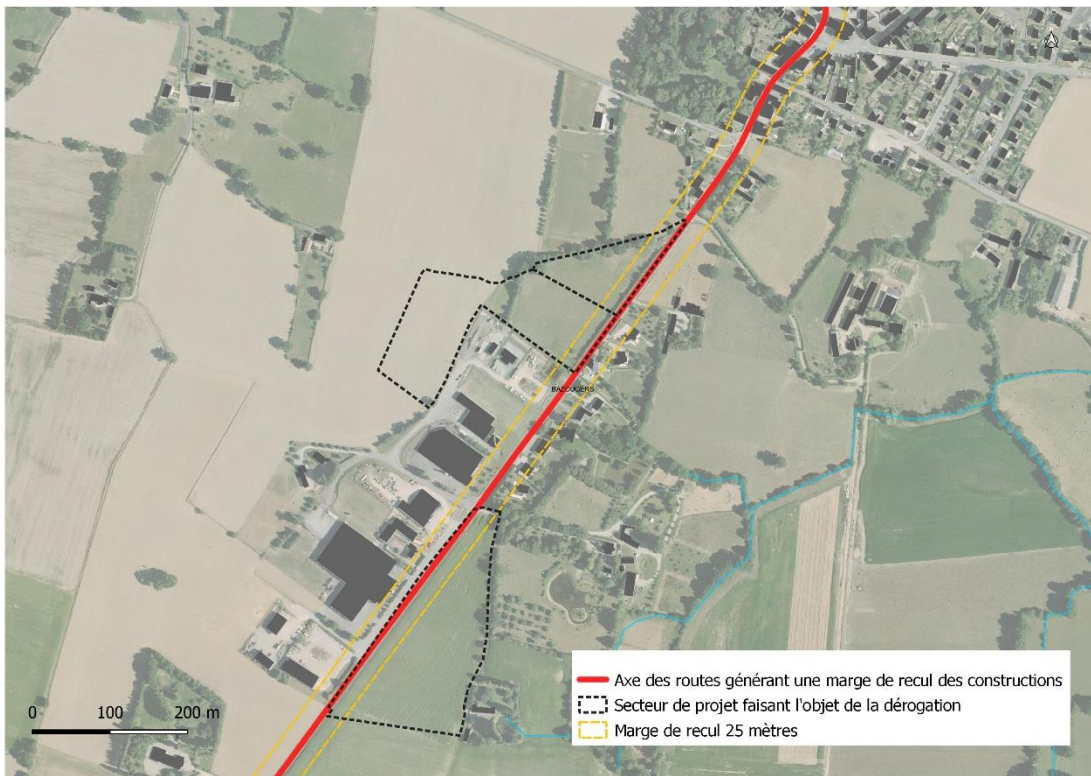 BAZOUGERS
0 100 200 m
Axe des routes générant une marge de recul des constructions
Secteur de projet faisant l'objet de la dérogation
Marge de recul 25 mètres